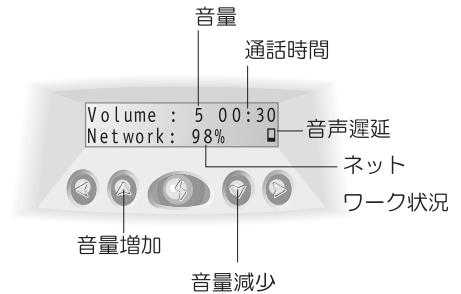 音量
通話時間
Volume : 5 00:30
Network: 98%
音声遅延
ネット
ワーク状況
音量増加
音量減少